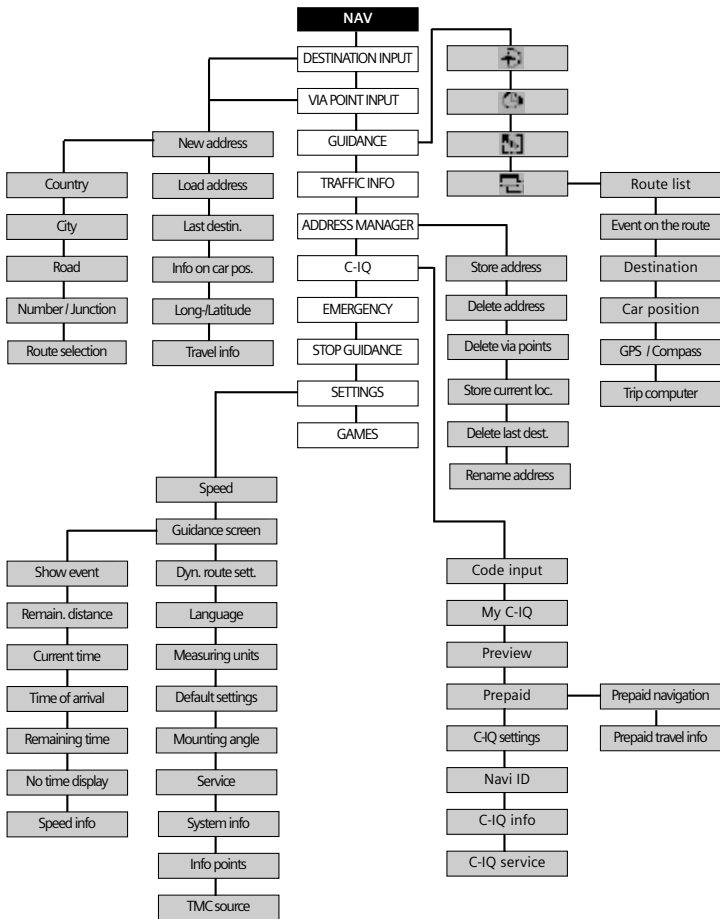 NAV
DESTINATION INPUT
VIA POINT INPUT
GUIDANCE
TRAFFIC INFO
ADDRESS MANAGER
C-IQ
EMERGENCY
STOP GUIDANCE
SETTINGS
GAMES
New address
Load address
Last destin.
Info on car pos.
Long-/Latitude
Travel info
Country
City
Road
Number / Junction
Route selection
Route list
Event on the route
Destination
Car position
GPS / Compass
Trip computer
Store address
Delete address
Delete via points
Store current loc.
Delete last dest.
Rename address
Speed
Guidance screen
Dyn. route sett.
Language
Measuring units
Default settings
Mounting angle
Service
System info
Info points
TMC source
Show event
Remain. distance
Current time
Time of arrival
Remaining time
No time display
Speed info
Code input
My C-IQ
Preview
Prepaid
C-IQ settings
Navi ID
C-IQ info
C-IQ service
Prepaid navigation
Prepaid travel info